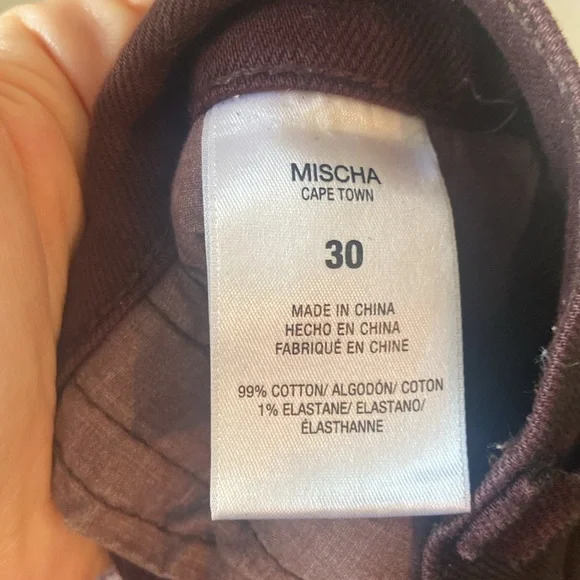 MISCHA
CAPE TOWN
30
MADE IN CHINA
HECHO EN CHINA
FABRIQUÉ EN CHINE
99% COTTON/ ALGODÓN/ COTON
1% ELASTANE/ ELASTANO/
ÉLASTHANNE